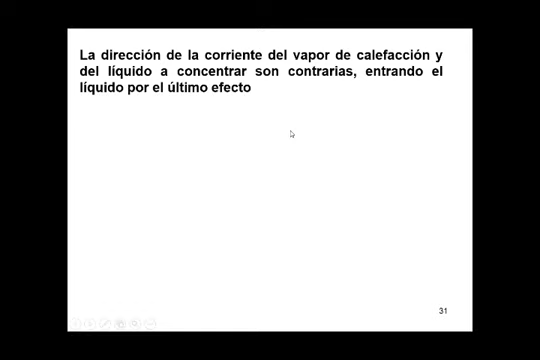 La dirección de la corriente del vapor de calefacción y
del líquido a concentrar son contrarias, entrando el
líquido por el último efecto
31